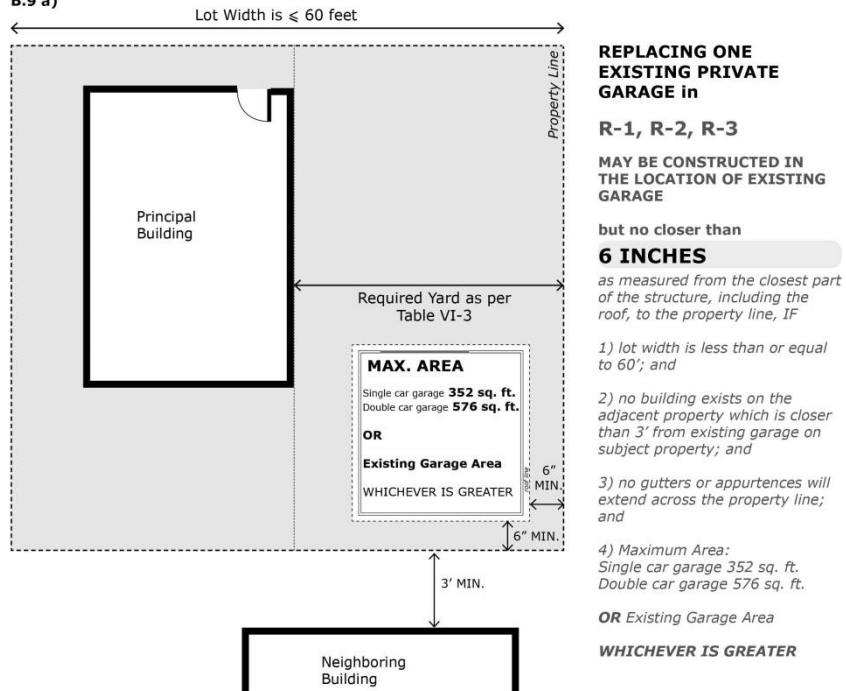 B.9 a)
Lot Width is ⩽ 60 feet
Property Line
Principal
Building
Required Yard as per
Table VI-3
MAX. AREA
Single car garage 352 sq. ft.
Double car garage 576 sq. ft.
OR
Existing Garage Area
WHICHEVER IS GREATER
roof line
6”
MIN.
6” MIN.
3’ MIN.
Neighboring
Building
REPLACING ONE
EXISTING PRIVATE
GARAGE in
R-1, R-2, R-3
MAY BE CONSTRUCTED IN
THE LOCATION OF EXISTING
GARAGE
but no closer than
6 INCHES
as measured from the closest part
of the structure, including the
roof, to the property line, IF
1) lot width is less than or equal
to 60’; and
2) no building exists on the
adjacent property which is closer
than 3’ from existing garage on
subject property; and
3) no gutters or appurtences will
extend across the property line;
and
4) Maximum Area:
Single car garage 352 sq. ft.
Double car garage 576 sq. ft.
OR Existing Garage Area
WHICHEVER IS GREATER